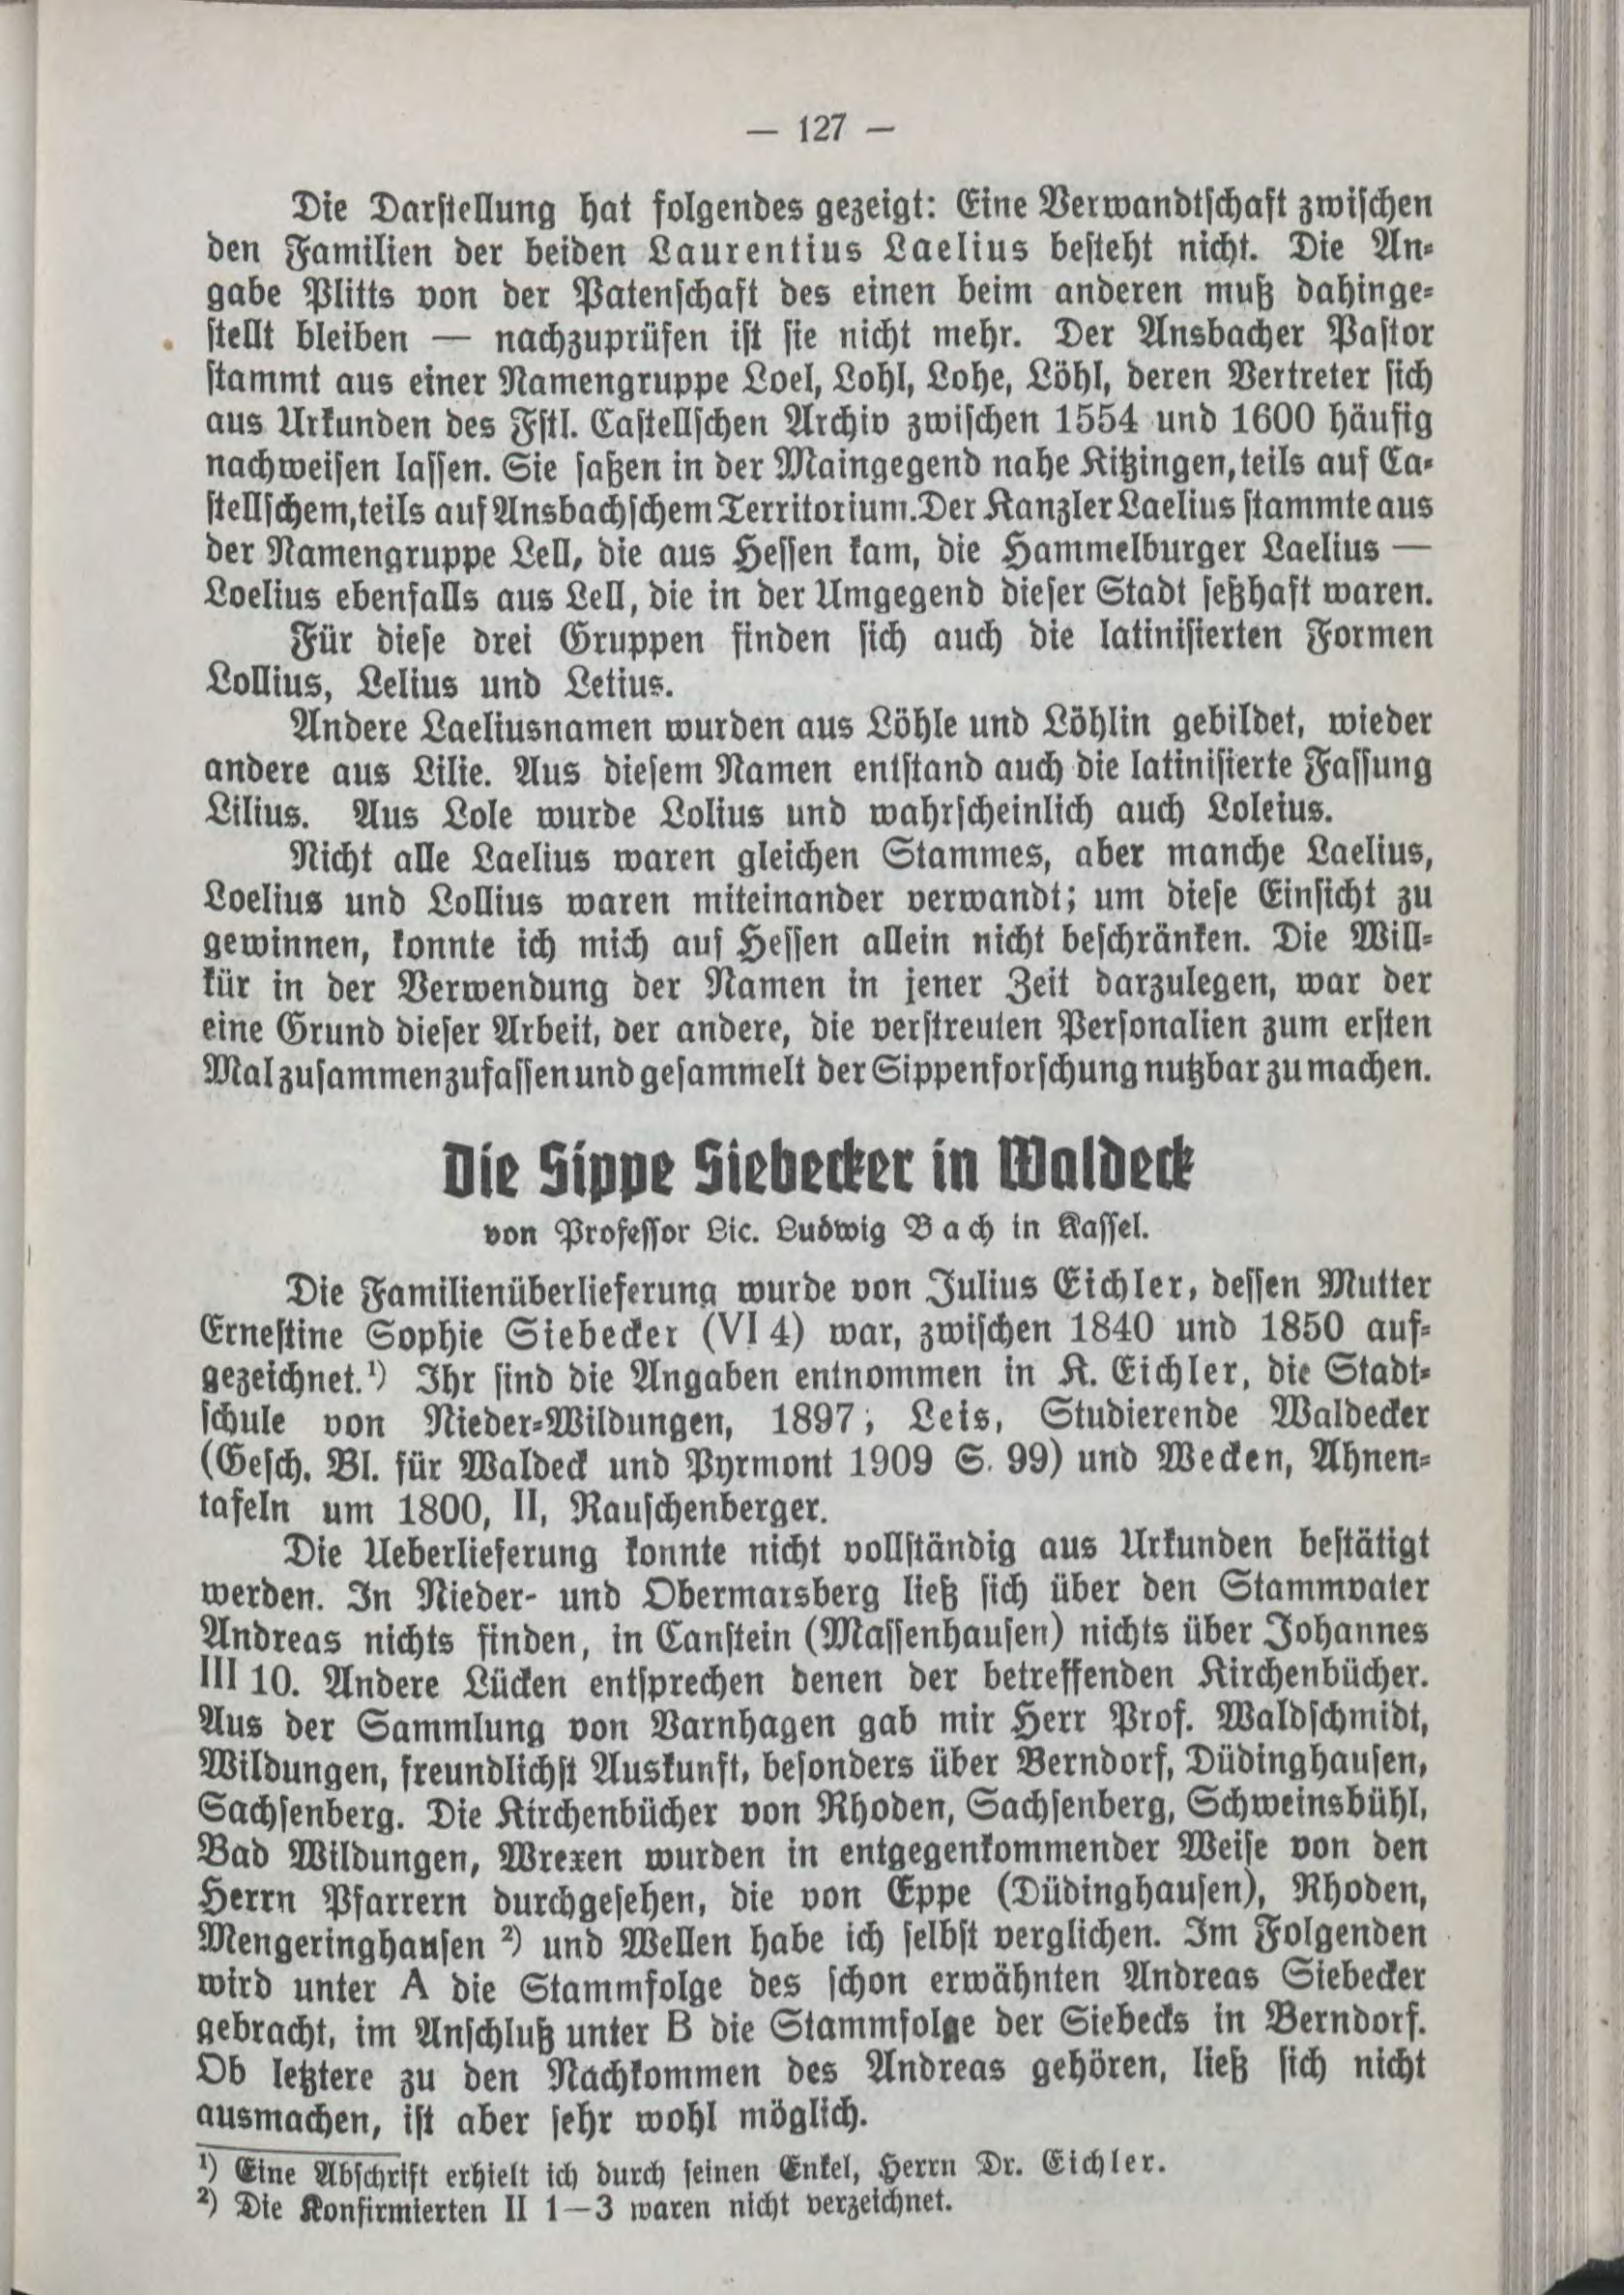 — 127 —
Die Darstellung hat folgendes gezeigt: Eine Verwandtschaft zwischen
den Familien der beiden Laurentius Laelius besteht nicht. Die An-
gabe Plitts von der Patenschaft des einen beim anderen muß dahinge-
stellt bleiben — nachzuprüfen ist sie nicht mehr. Der Ansbacher Pastor
stammt aus einer Namengruppe Loel, Lohl, Lohe, Löhl, deren Vertreter sich
aus Urkunden des Fstl. Castellschen Archiv zwischen 1554 und 1600 häufig
nachweisen lassen. Sie saßen in der Maingegend nahe Kitzingen, teils auf Ca-
stellschem, teils auf Ansbachschem Territorium. Der Kanzler Laelius stammte aus
der Namengruppe Lell, die aus Hessen kam, die Hammelburger Laelius —
Loelius ebenfalls aus Lell, die in der Umgegend dieser Stadt seßhaft waren.
Für diese drei Gruppen finden sich auch die latinisierten Formen
Lollius, Lelius und Letius.
Andere Laeliusnamen wurden aus Löhle und Löhlin gebildet, wieder
andere aus Lilie. Aus diesem Namen entstand auch die latinisierte Fassung
Lilius. Aus Lole wurde Lolius und wahrscheinlich auch Loleius.
Nicht alle Laelius waren gleichen Stammes, aber manche Laelius,
Loelius und Lollius waren miteinander verwandt; um diese Einsicht zu
gewinnen, konnte ich mich auf Hessen allein nicht beschränken. Die Will-
kür in der Verwendung der Namen in jener Zeit darzulegen, war der
eine Grund dieser Arbeit, der andere, die verstreuten Personalien zum ersten
Mal zusammenzufassen und gesammelt der Sippenforschung nutzbar zu machen.
Die Sippe Siebecker in Waldeck
von Professor Lic. Ludwig Bach in Kassel.
Die Familienüberlieferung wurde von Julius Eichler, dessen Mutter
Ernestine Sophie Siebecker (VI 4) war, zwischen 1840 und 1850 auf-
gezeichnet.¹) Ihr sind die Angaben entnommen in K. Eichler, die Stadt-
schule von Nieder-Wildungen, 1897; Leis, Studierende Waldecker
(Gesch. Bl. für Waldeck und Pyrmont 1909 S. 99) und Wecken, Ahnen-
tafeln um 1800, II, Rauschenberger.
Die Ueberlieferung konnte nicht vollständig aus Urkunden bestätigt
werden. In Nieder- und Obermarsberg ließ sich über den Stammvater
Andreas nichts finden, in Canstein (Massenhausen) nichts über Johannes
III 10. Andere Lücken entsprechen denen der betreffenden Kirchenbücher.
Aus der Sammlung von Varnhagen gab mir Herr Prof. Waldschmidt,
Wildungen, freundlichst Auskunft, besonders über Berndorf, Düdinghausen,
Sachsenberg. Die Kirchenbücher von Rhoden, Sachsenberg, Schweinsbühl,
Bad Wildungen, Wrexen wurden in entgegenkommender Weise von den
Herrn Pfarrern durchgesehen, die von Eppe (Düdinghausen), Rhoden,
Mengeringhausen ²) und Wellen habe ich selbst verglichen. Im Folgenden
wird unter A die Stammfolge des schon erwähnten Andreas Siebecker
gebracht, im Anschluß unter B die Stammfolge der Siebecks in Berndorf.
Ob letztere zu den Nachkommen des Andreas gehören, ließ sich nicht
ausmachen, ist aber sehr wohl möglich.
¹) Eine Abschrift erhielt ich durch seinen Enkel, Herrn Dr. Eichler.
²) Die Konfirmierten II 1—3 waren nicht verzeichnet.